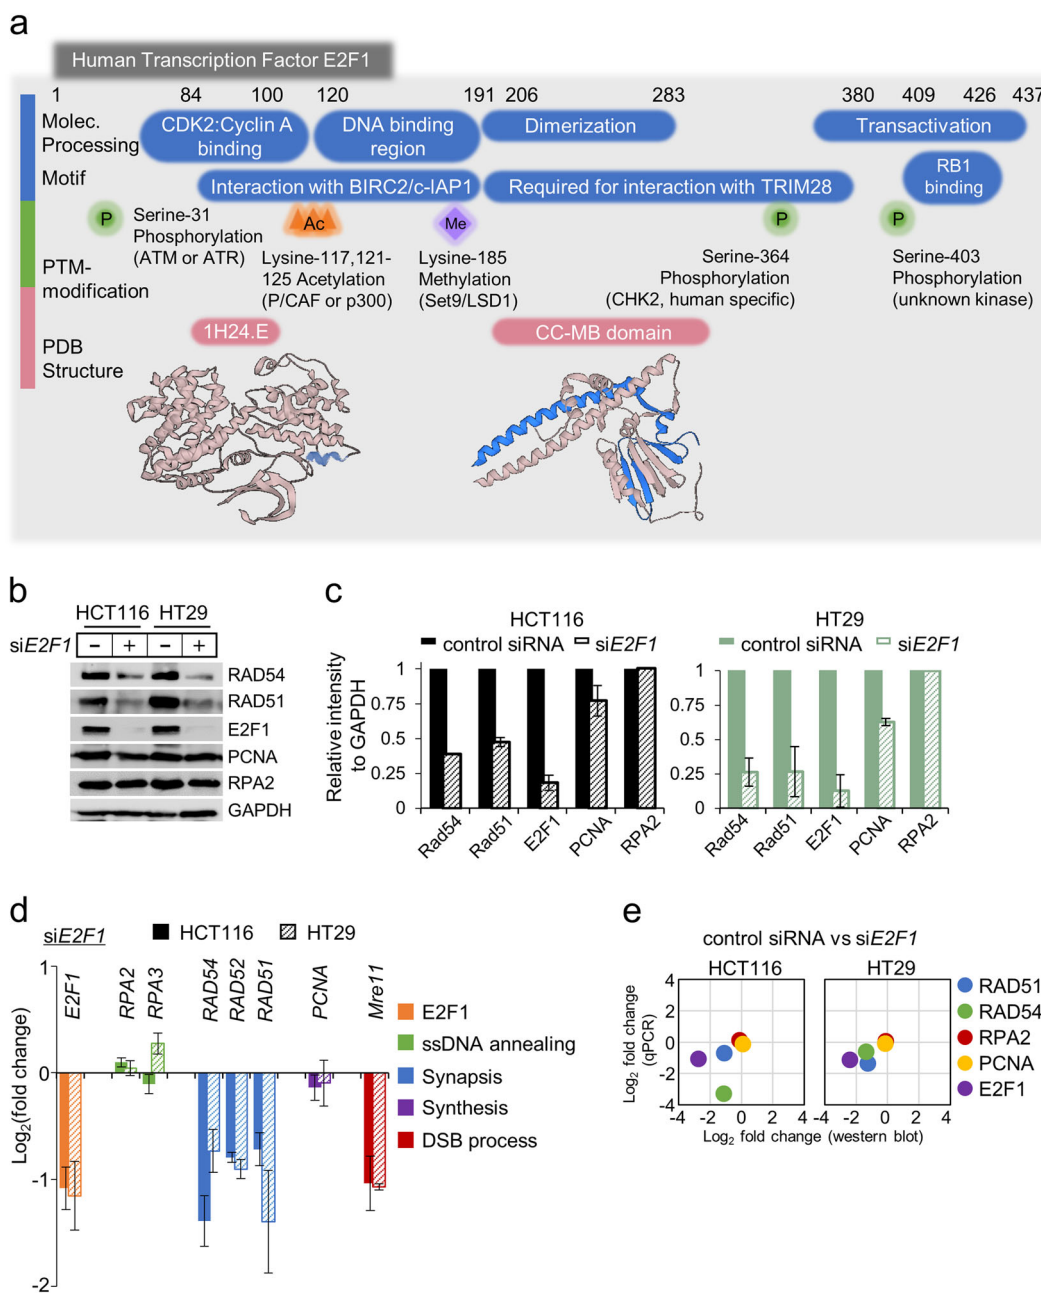 a
Human Transcription Factor E2F1
1 84 100 120 191 206 283 380 409 426 437
Molec.
Processing
CDK2:Cyclin A
binding
DNA binding
region
Dimerization
Transactivation
Motif
Interaction with BIRC2/c-IAP1
Required for interaction with TRIM28
RB1
binding
PTM-
modification
P
Serine-31
Phosphorylation
(ATM or ATR)
Ac
Lysine-117,121-
125 Acetylation
(P/CAF or p300)
Me
Lysine-185
Methylation
(Set9/LSD1)
P
Serine-364
Phosphorylation
(CHK2, human specific)
P
Serine-403
Phosphorylation
(unknown kinase)
PDB
Structure
1H24.E
CC-MB domain
b
HCT116 HT29
siE2F1 – + – +
RAD54
RAD51
E2F1
PCNA
RPA2
GAPDH
c
HCT116
control siRNA siE2F1
Relative intensity
to GAPDH
1
0.75
0.5
0.25
0
Rad54 Rad51 E2F1 PCNA RPA2
HT29
control siRNA siE2F1
1
0.75
0.5
0.25
0
Rad54 Rad51 E2F1 PCNA RPA2
d
siE2F1 HCT116 HT29
Log2(fold change)
1
0
-1
-2
E2F1 RPA2 RPA3 RAD54 RAD52 RAD51 PCNA Mre11
E2F1
ssDNA annealing
Synapsis
Synthesis
DSB process
e
control siRNA vs siE2F1
HCT116 HT29
Log2 fold change
(qPCR)
4
2
0
-2
-4
-4 -2 0 2 4 -2 0 2 4
Log2 fold change (western blot)
RAD51
RAD54
RPA2
PCNA
E2F1